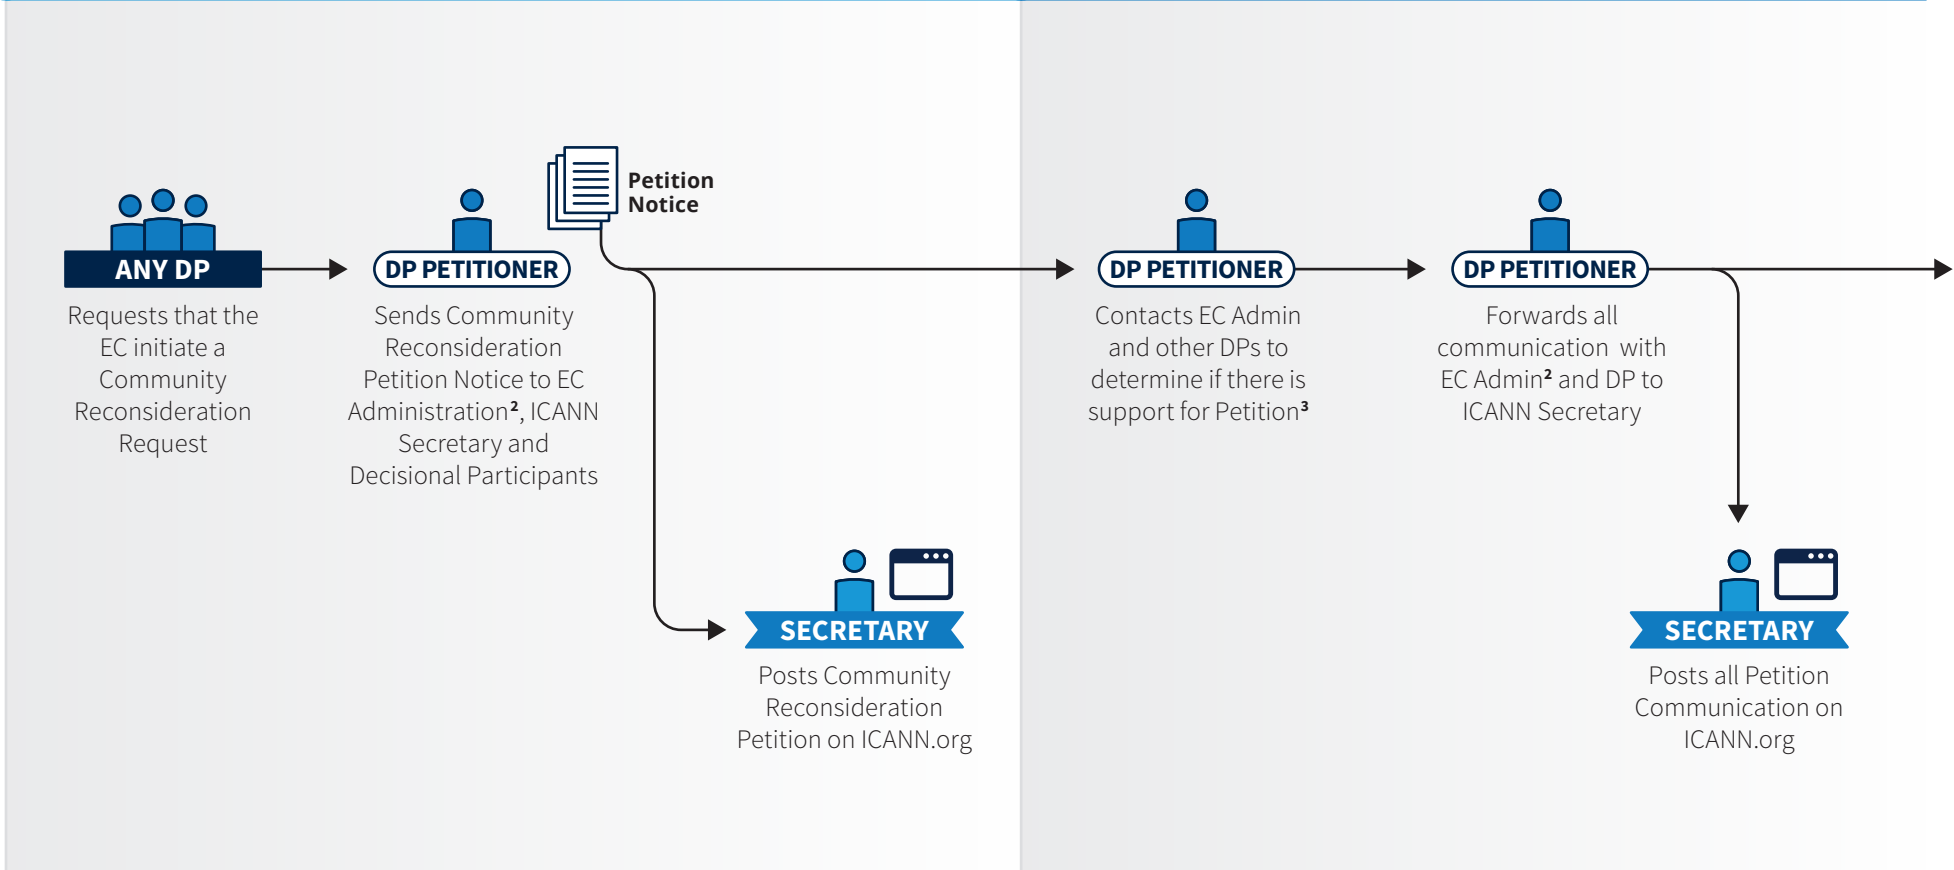 Petition
Notice
ANY DP
Requests that the
EC initiate a
Community
Reconsideration
Request
DP PETITIONER
Sends Community
Reconsideration
Petition Notice to EC
Administration², ICANN
Secretary and
Decisional Participants
SECRETARY
Posts Community
Reconsideration
Petition on ICANN.org
DP PETITIONER
Contacts EC Admin
and other DPs to
determine if there is
support for Petition³
DP PETITIONER
Forwards all
communication with
EC Admin² and DP to
ICANN Secretary
SECRETARY
Posts all Petition
Communication on
ICANN.org